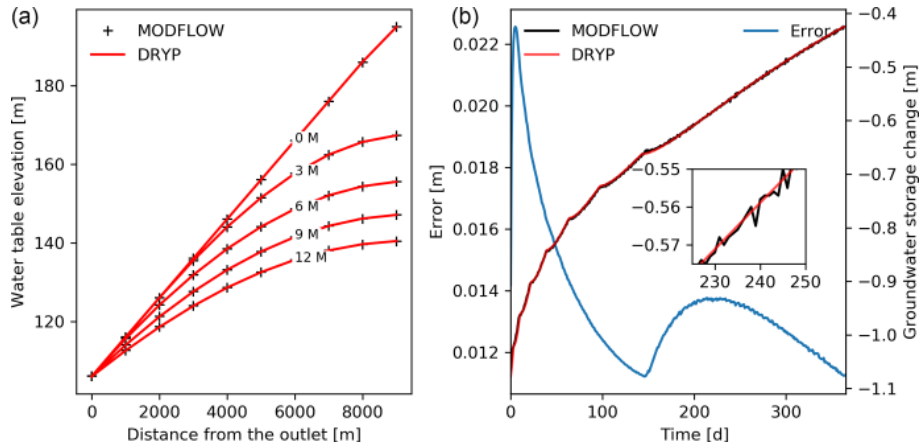 (a)
MODFLOW
DRYP
Water table elevation [m]
180
160
140
120
0 M
3 M
6 M
9 M
12 M
0
2000
4000
6000
8000
Distance from the outlet [m]
(b)
MODFLOW
DRYP
Error
Error [m]
0.022
0.020
0.018
0.016
0.014
0.012
−0.55
−0.56
−0.57
230
240
250
0
100
200
300
Time [d]
−0.4
−0.5
−0.6
−0.7
−0.8
−0.9
−1.0
−1.1
Groundwater storage change [m]